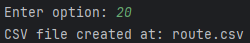 Enter option: 20
CSV file created at: route.csv